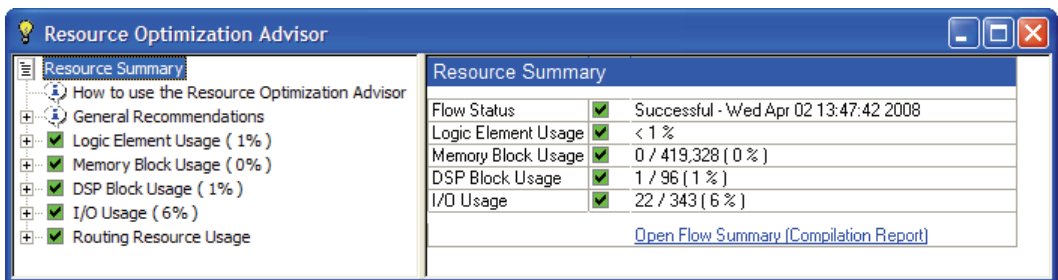 Resource Optimization Advisor
Resource Summary
How to use the Resource Optimization Advisor
General Recommendations
Logic Element Usage ( 1% )
Memory Block Usage ( 0% )
DSP Block Usage ( 1% )
I/O Usage ( 6% )
Routing Resource Usage
Resource Summary
Flow Status Successful - Wed Apr 02 13:47:42 2008
Logic Element Usage < 1 %
Memory Block Usage 0 / 419,328 ( 0 % )
DSP Block Usage 1 / 96 ( 1 % )
I/O Usage 22 / 343 ( 6 % )
Open Flow Summary (Compilation Report)